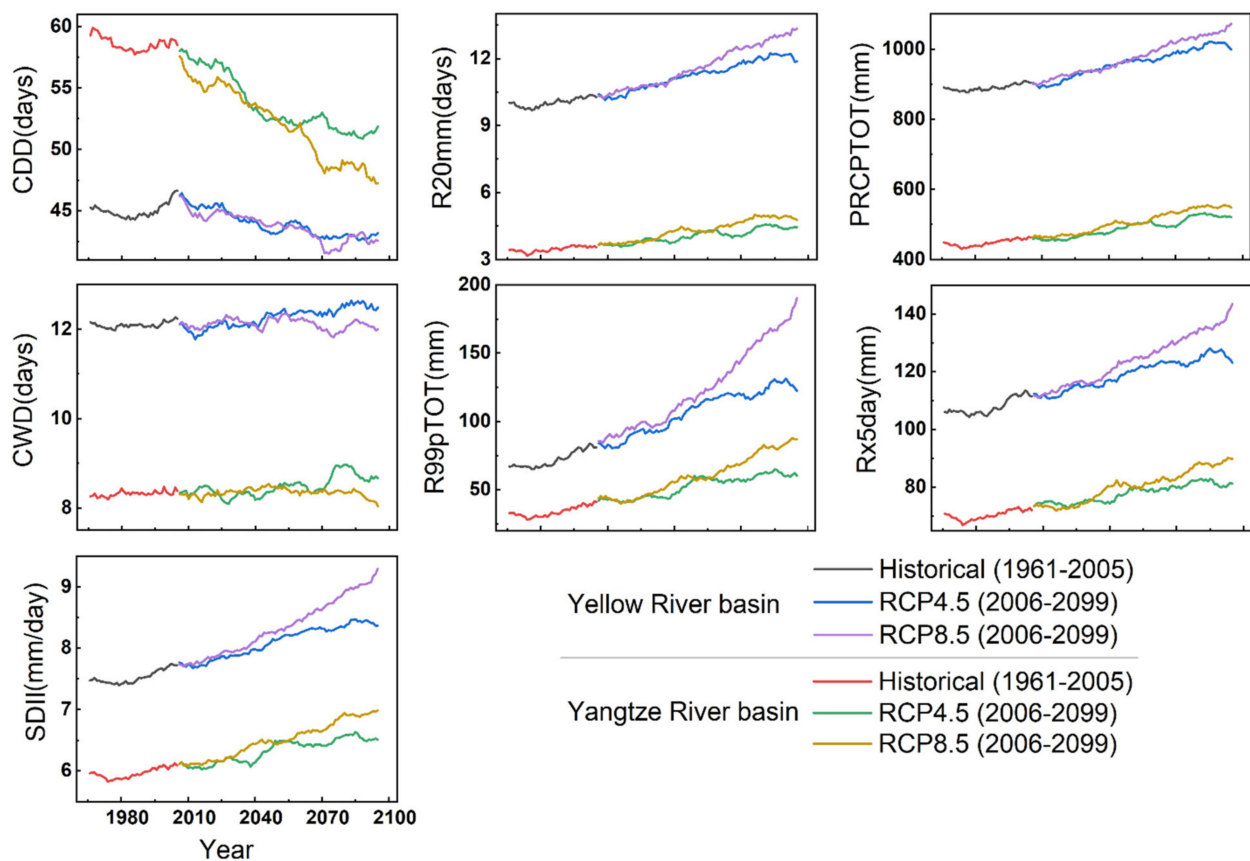 CDD(days)
60
55
50
45
R20mm(days)
12
9
6
3
PRCPTOT(mm)
1000
800
600
400
CWD(days)
12
10
8
R99pTOT(mm)
200
150
100
50
Rx5day(mm)
140
120
100
80
SDII(mm/day)
9
8
7
6
1980 2010 2040 2070 2100
Year
Yellow River basin
Historical (1961-2005)
RCP4.5 (2006-2099)
RCP8.5 (2006-2099)
Yangtze River basin
Historical (1961-2005)
RCP4.5 (2006-2099)
RCP8.5 (2006-2099)